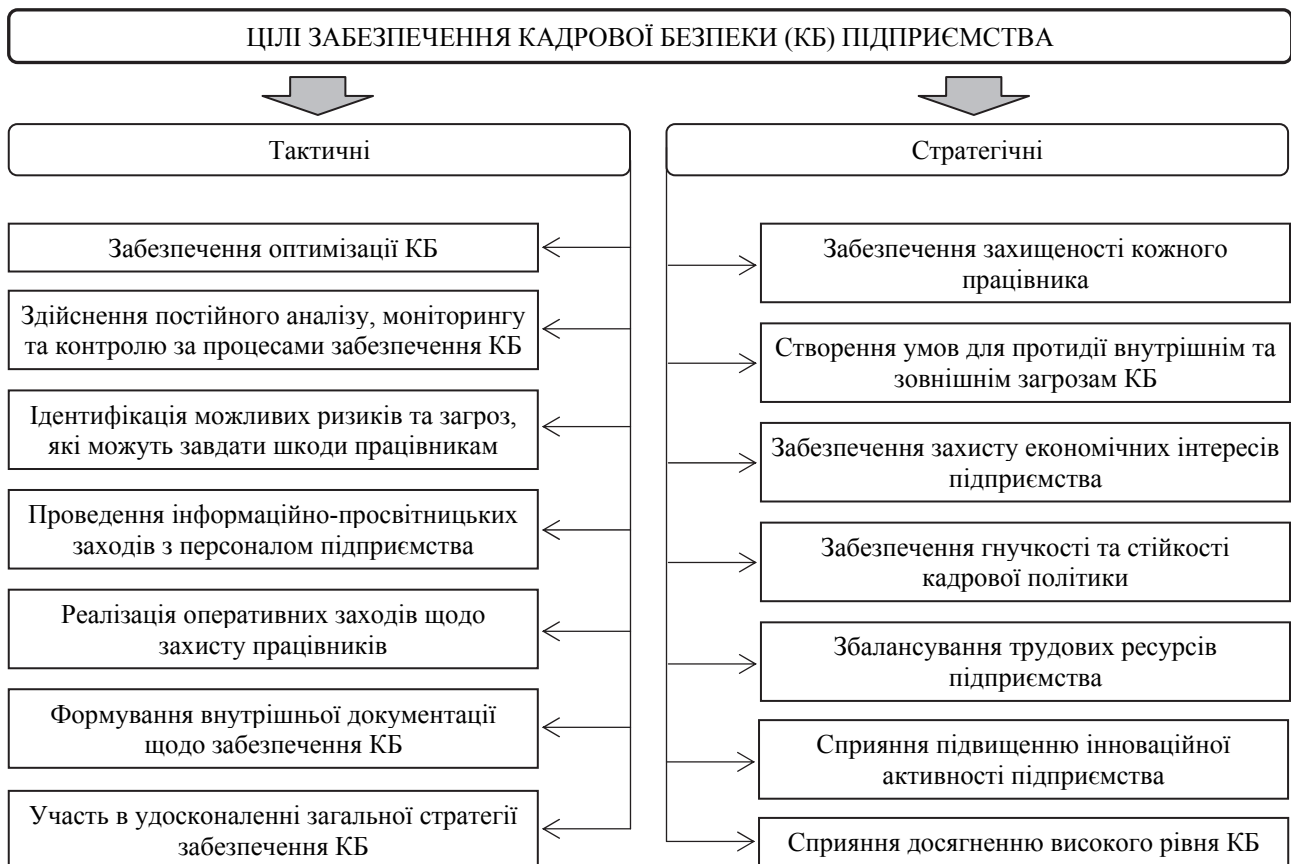 ЦІЛІ ЗАБЕЗПЕЧЕННЯ КАДРОВОЇ БЕЗПЕКИ (КБ) ПІДПРИЄМСТВА
Тактичні
Забезпечення оптимізації КБ
Здійснення постійного аналізу, моніторингу
та контролю за процесами забезпечення КБ
Ідентифікація можливих ризиків та загроз,
які можуть завдати шкоди працівникам
Проведення інформаційно-просвітницьких
заходів з персоналом підприємства
Реалізація оперативних заходів щодо
захисту працівників
Формування внутрішньої документації
щодо забезпечення КБ
Участь в удосконаленні загальної стратегії
забезпечення КБ
Стратегічні
Забезпечення захищеності кожного
працівника
Створення умов для протидії внутрішнім та
зовнішнім загрозам КБ
Забезпечення захисту економічних інтересів
підприємства
Забезпечення гнучкості та стійкості
кадрової політики
Збалансування трудових ресурсів
підприємства
Сприяння підвищенню інноваційної
активності підприємства
Сприяння досягненню високого рівня КБ